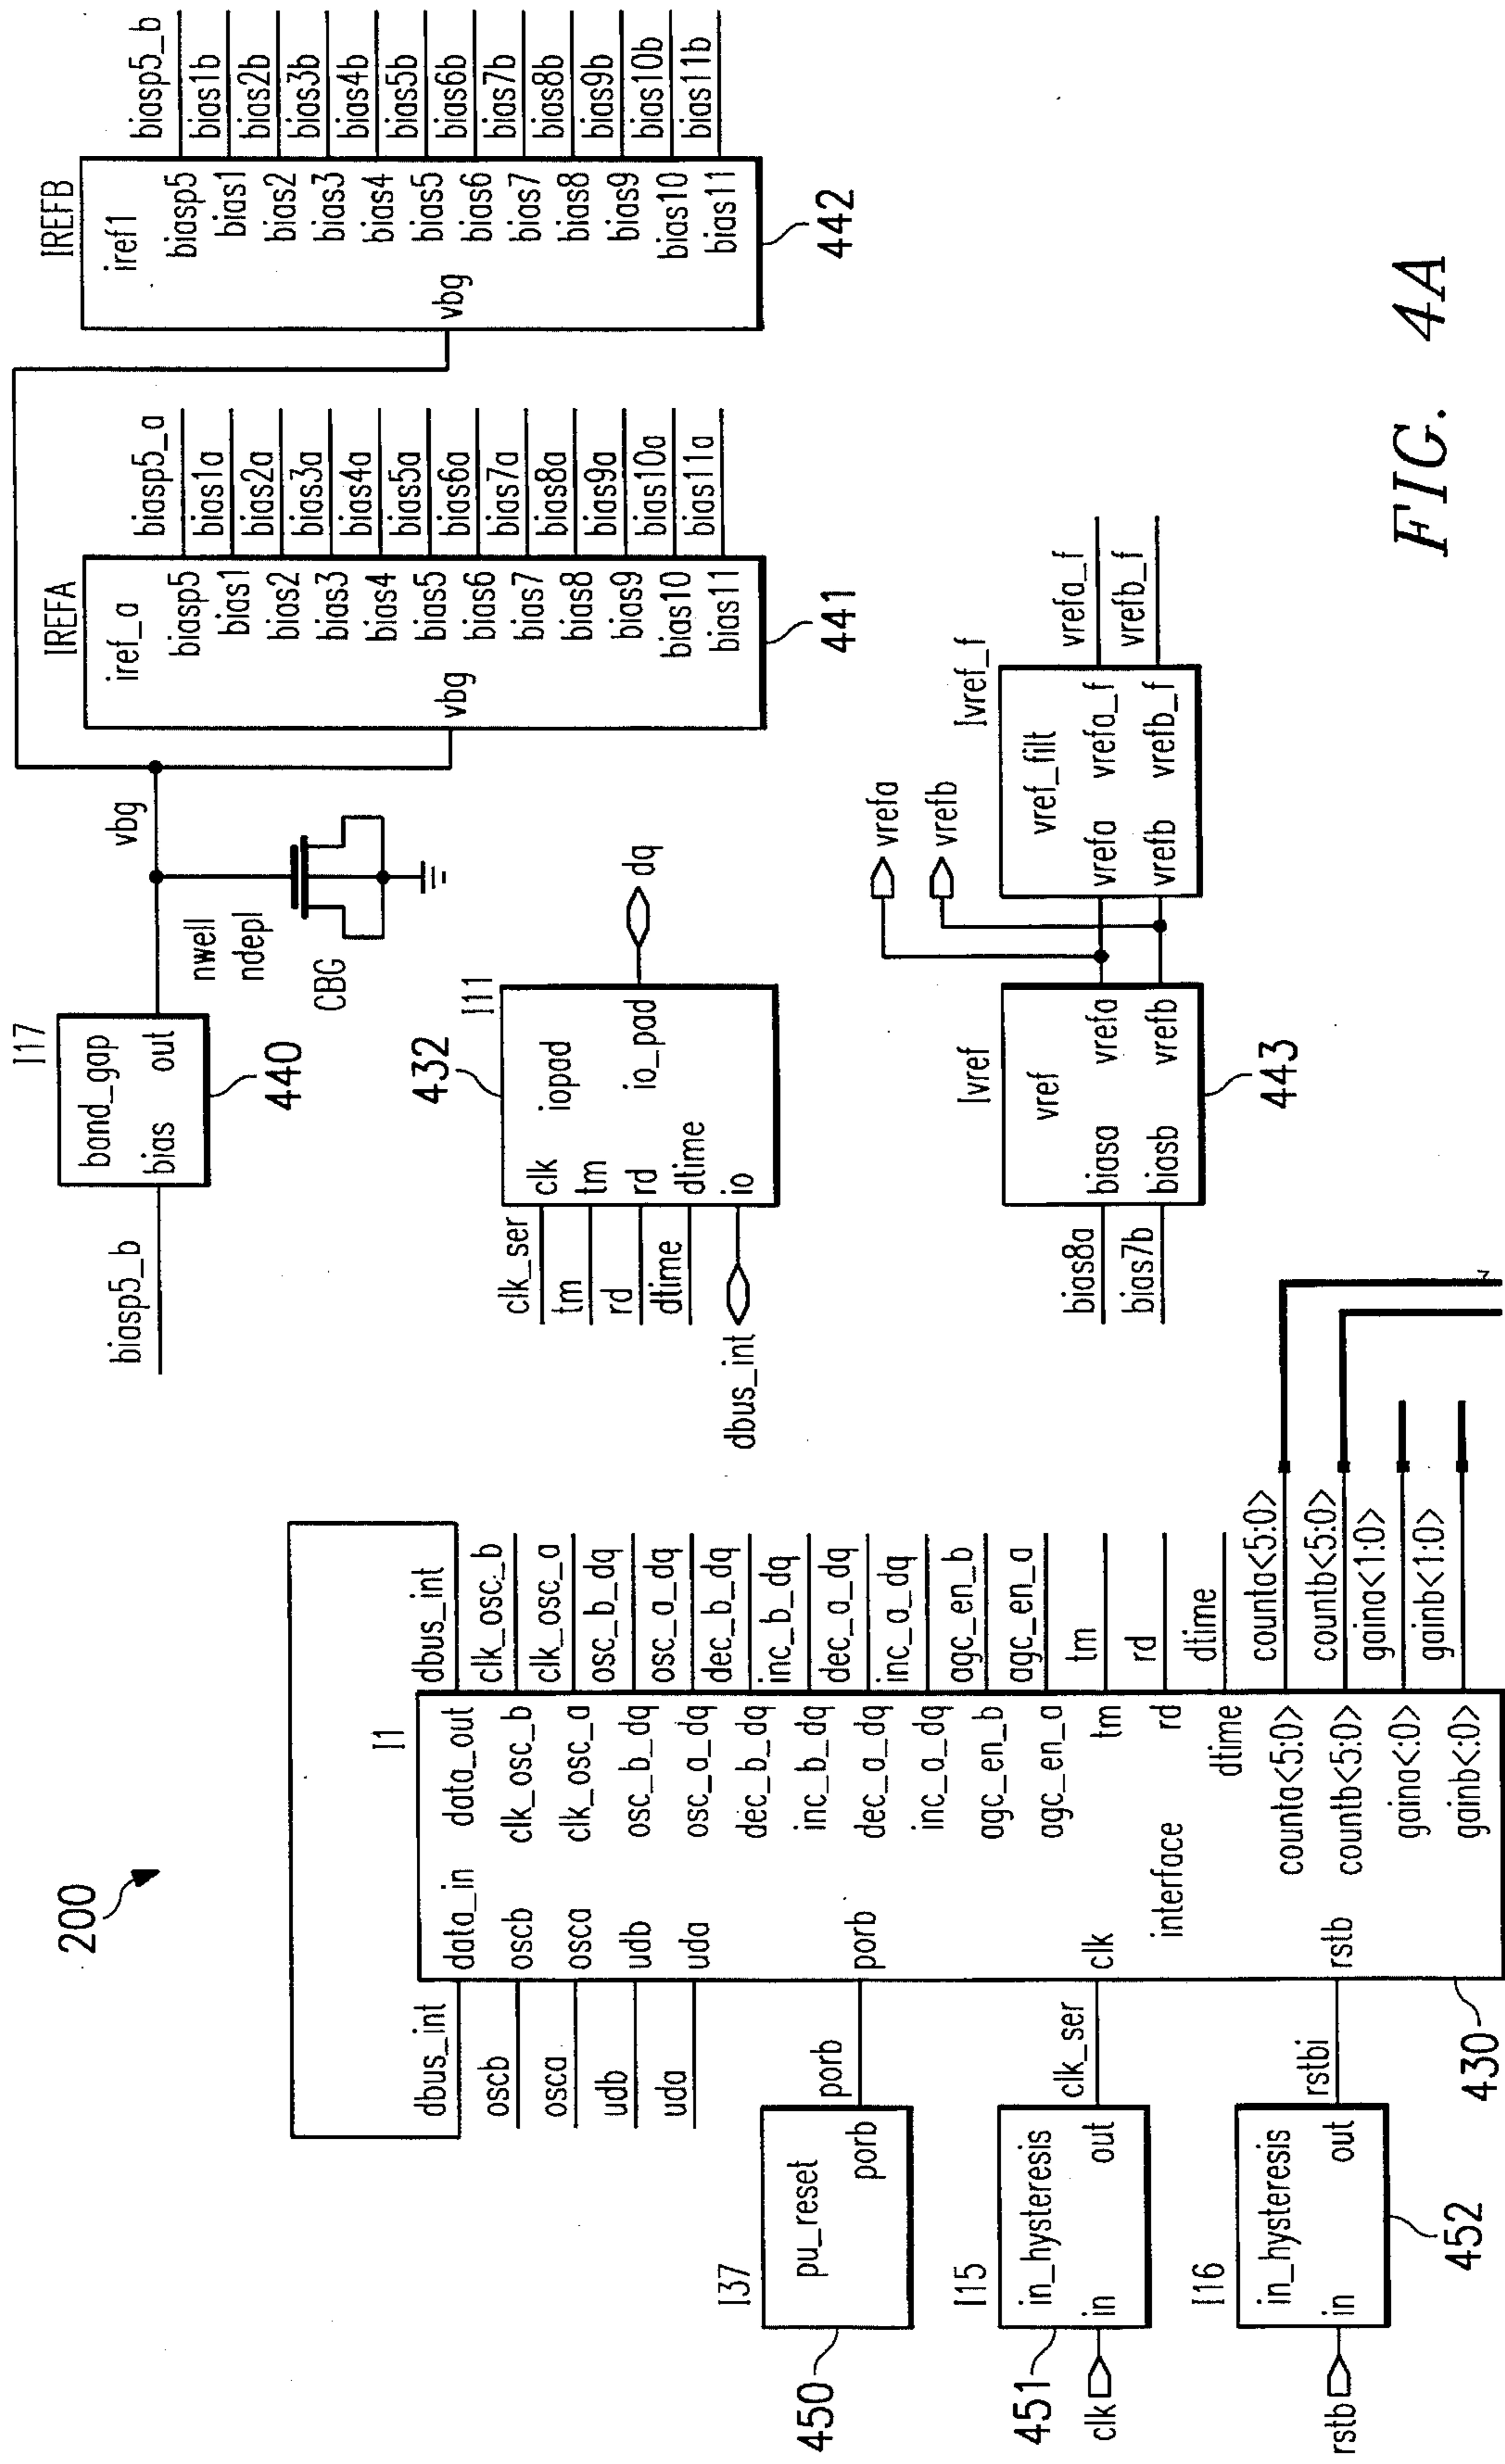 200
I1
dbus_int
data_in
data_out
dbus_int
oscb
oscb
clk_osc_b
clk_osc_b
osca
osca
clk_osc_a
clk_osc_a
udb
udb
osc_b_dq
osc_b_dq
uda
uda
osc_a_dq
osc_a_dq
dec_b_dq
dec_b_dq
inc_b_dq
inc_b_dq
porb
porb
dec_a_dq
dec_a_dq
inc_a_dq
inc_a_dq
agc_en_b
agc_en_b
agc_en_a
agc_en_a
clk_ser
clk
tm
tm
interface
rd
rd
dtime
dtime
counta<5:0>
counta<5:0>
rstbi
rstb
countb<5:0>
countb<5:0>
gaina<:0>
gaina<1:0>
gainb<:0>
gainb<1:0>
430
I37
pu_reset
porb
450
I15
in_hysteresis
in
out
451
clk
I16
in_hysteresis
in
out
452
rstb
I17
band_gap
bias
out
biasp5_b
440
vbg
nwell
ndepl
CBG
432
I11
iopad
clk_ser
clk
tm
tm
rd
rd
io_pad
dq
dtime
dtime
io
dbus_int
Ivref
vref
bias8a
biasa
vrefa
bias7b
biasb
vrefb
443
vrefa
vrefb
Ivref_f
vref_filt
vrefa
vrefa_f
vrefa_f
vrefb
vrefb_f
vrefb_f
IREFA
iref_a
biasp5
biasp5_a
bias1
bias1a
bias2
bias2a
bias3
bias3a
bias4
bias4a
vbg
bias5
bias5a
bias6
bias6a
bias7
bias7a
bias8
bias8a
bias9
bias9a
bias10
bias10a
bias11
bias11a
441
IREFB
iref1
biasp5
biasp5_b
bias1
bias1b
bias2
bias2b
bias3
bias3b
bias4
bias4b
vbg
bias5
bias5b
bias6
bias6b
bias7
bias7b
bias8
bias8b
bias9
bias9b
bias10
bias10b
bias11
bias11b
442
FIG. 4A